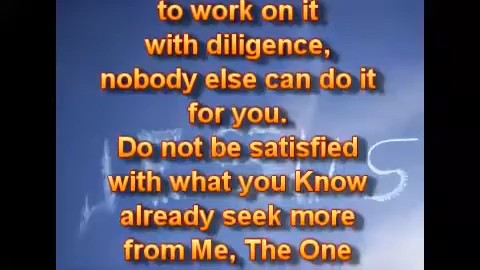 to work on it
with diligence,
nobody else can do it
for you.
Do not be satisfied
with what you Know
already seek more
from Me, The One